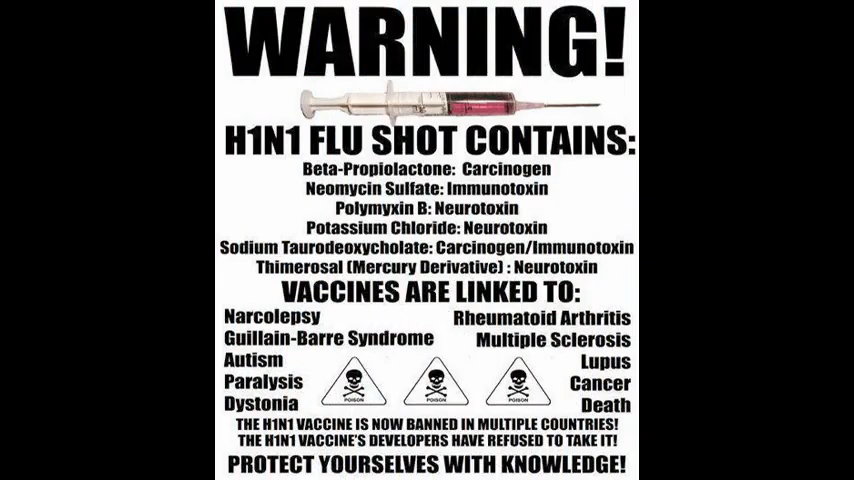 WARNING!
H1N1 FLU SHOT CONTAINS:
Beta-Propiolactone: Carcinogen
Neomycin Sulfate: Immunotoxin
Polymyxin B: Neurotoxin
Potassium Chloride: Neurotoxin
Sodium Taurodeoxycholate: Carcinogen/Immunotoxin
Thimerosal (Mercury Derivative) : Neurotoxin
VACCINES ARE LINKED TO:
Narcolepsy
Guillain-Barre Syndrome
Autism
Paralysis
Dystonia
Rheumatoid Arthritis
Multiple Sclerosis
Lupus
Cancer
Death
POISON
POISON
POISON
THE H1N1 VACCINE IS NOW BANNED IN MULTIPLE COUNTRIES!
THE H1N1 VACCINE'S DEVELOPERS HAVE REFUSED TO TAKE IT!
PROTECT YOURSELVES WITH KNOWLEDGE!